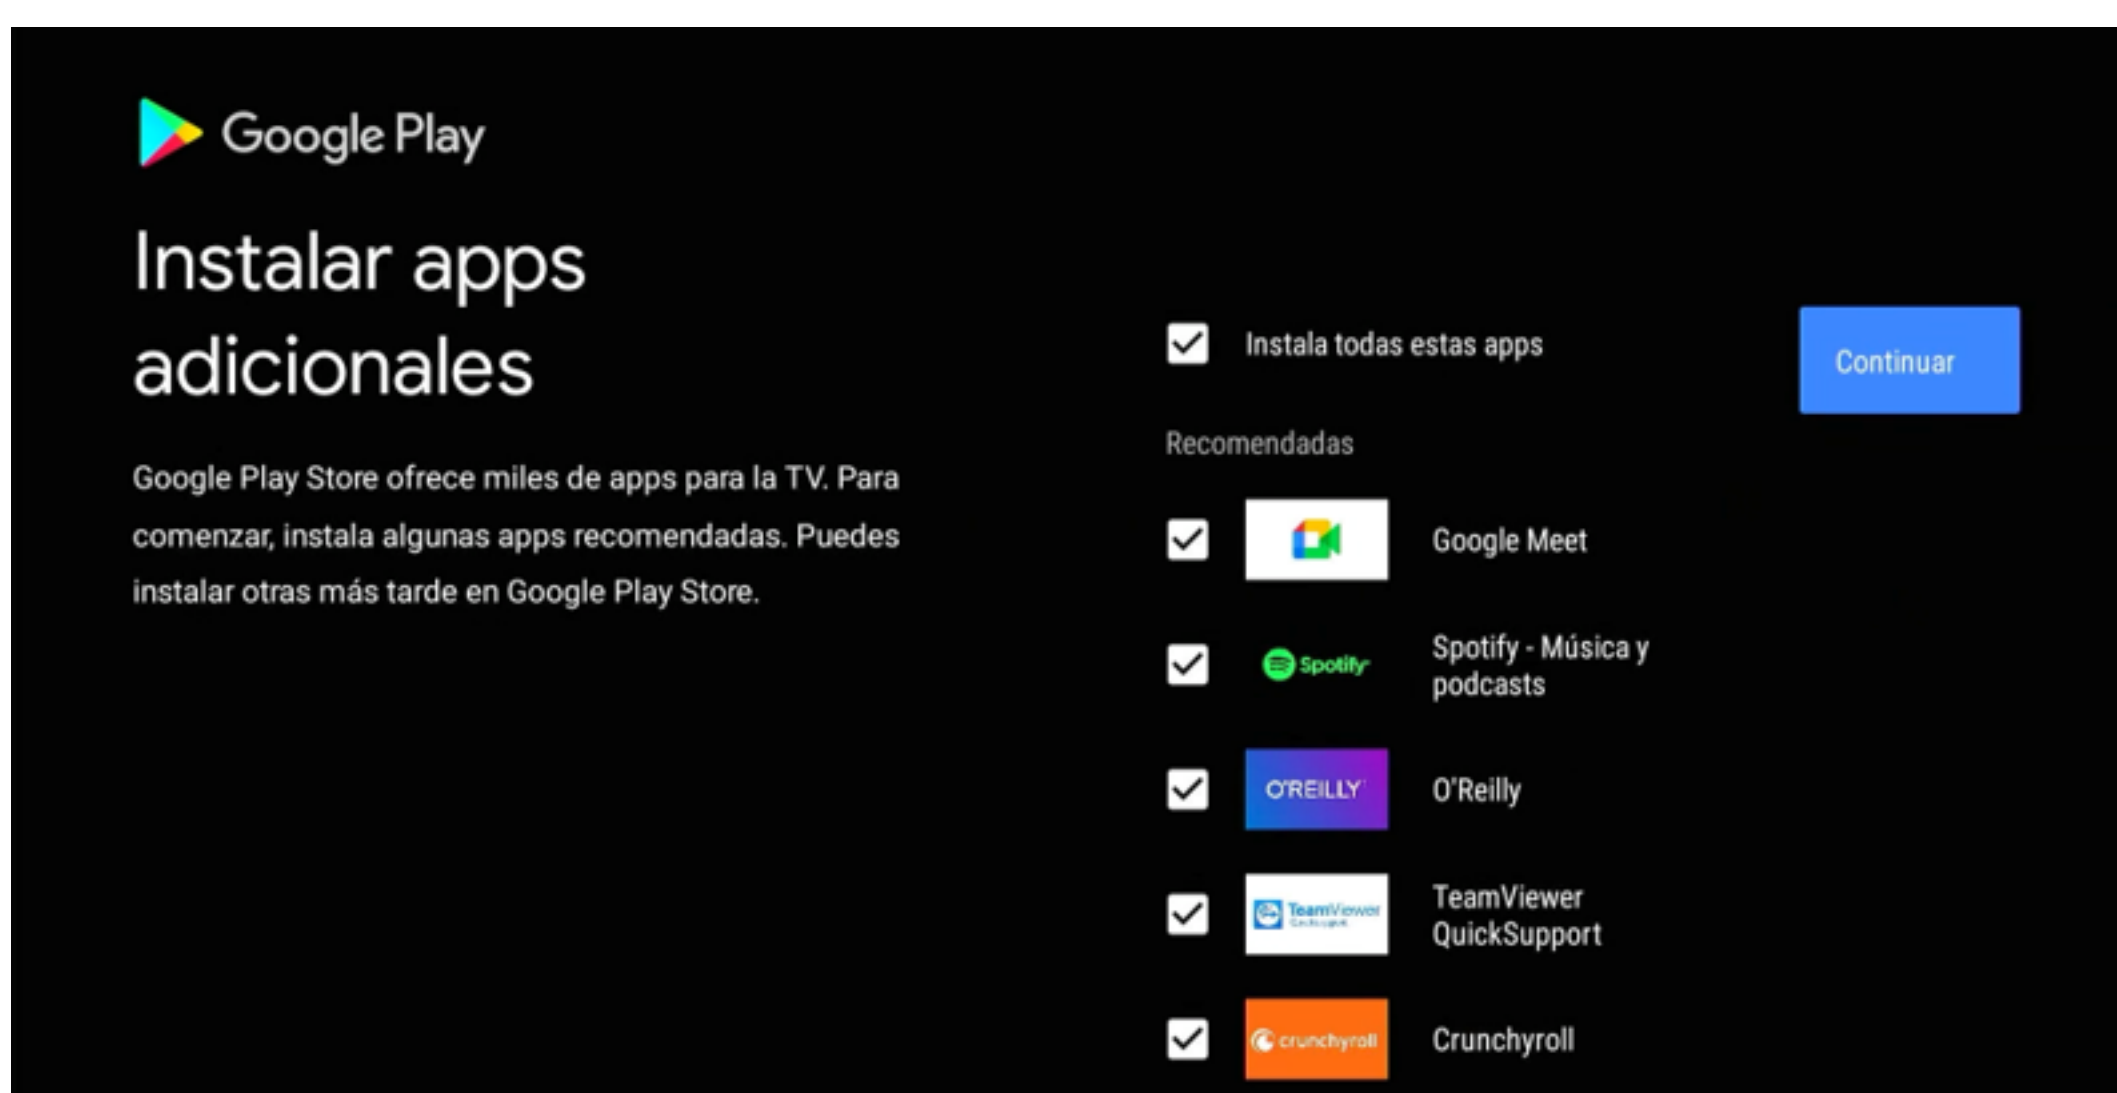 Google Play
Instalar apps
adicionales
Google Play Store ofrece miles de apps para la TV. Para
comenzar, instala algunas apps recomendadas. Puedes
instalar otras más tarde en Google Play Store.
Instala todas estas apps
Continuar
Recomendadas
Google Meet
Spotify
Spotify - Música y
podcasts
O'REILLY
O'Reilly
TeamViewer
TeamViewer
QuickSupport
crunchyroll
Crunchyroll